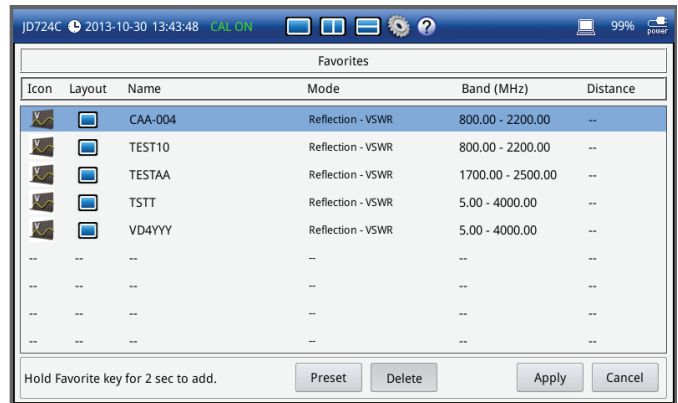 JD724C 2013-10-30 13:43:48 CAL ON ? 99% power
Favorites
Icon Layout Name Mode Band (MHz) Distance
V CAA-004 Reflection - VSWR 800.00 - 2200.00 --
V TEST10 Reflection - VSWR 800.00 - 2200.00 --
V TESTAA Reflection - VSWR 1700.00 - 2500.00 --
V TSTT Reflection - VSWR 5.00 - 4000.00 --
V VD4YYY Reflection - VSWR 5.00 - 4000.00 --
-- -- -- -- -- --
-- -- -- -- -- --
-- -- -- -- -- --
-- -- -- -- -- --
Hold Favorite key for 2 sec to add. Preset Delete Apply Cancel